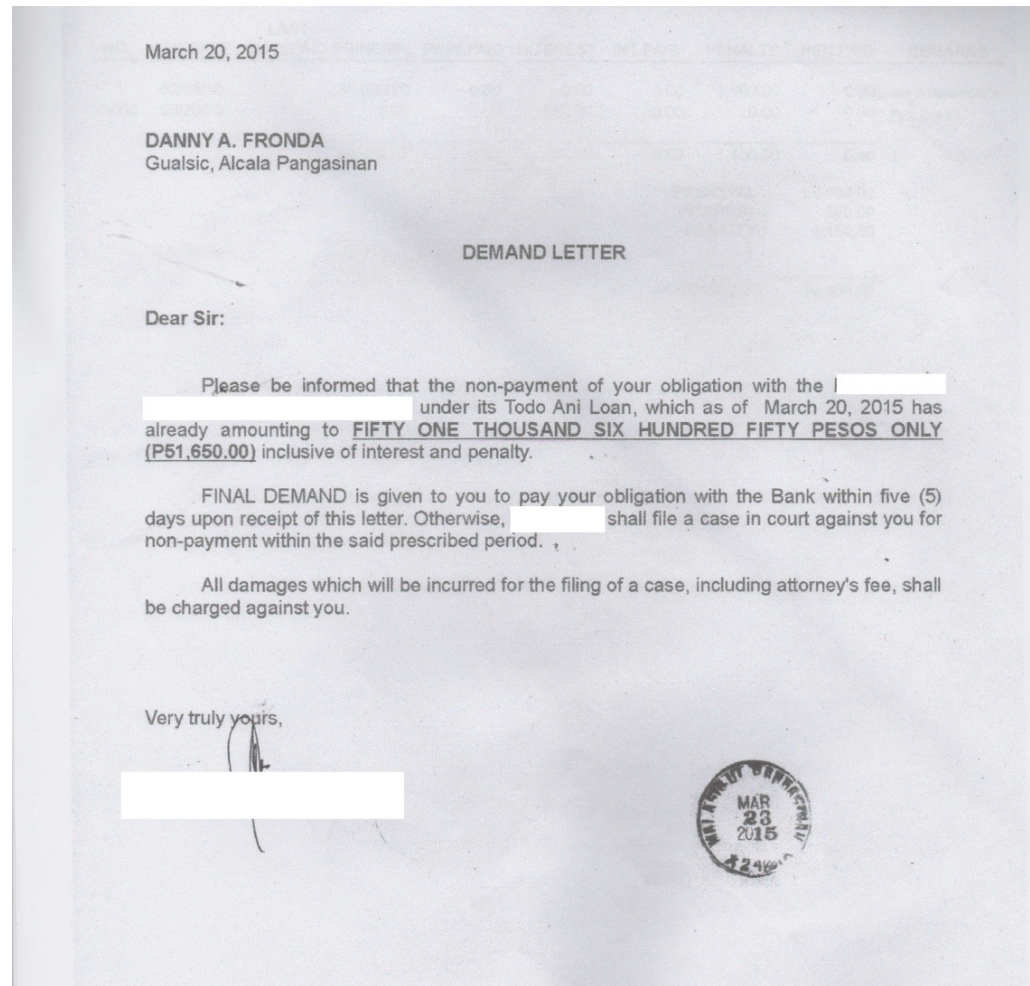 March 20, 2015
DANNY A. FRONDA
Gualsic, Alcala Pangasinan
DEMAND LETTER
Dear Sir:
Please be informed that the non-payment of your obligation with the
under its Todo Ani Loan, which as of March 20, 2015 has
already amounting to FIFTY ONE THOUSAND SIX HUNDRED FIFTY PESOS ONLY
(P51,650.00) inclusive of interest and penalty.
FINAL DEMAND is given to you to pay your obligation with the Bank within five (5)
days upon receipt of this letter. Otherwise, shall file a case in court against you for
non-payment within the said prescribed period.
All damages which will be incurred for the filing of a case, including attorney's fee, shall
be charged against you.
Very truly yours,
MAR
23
2015